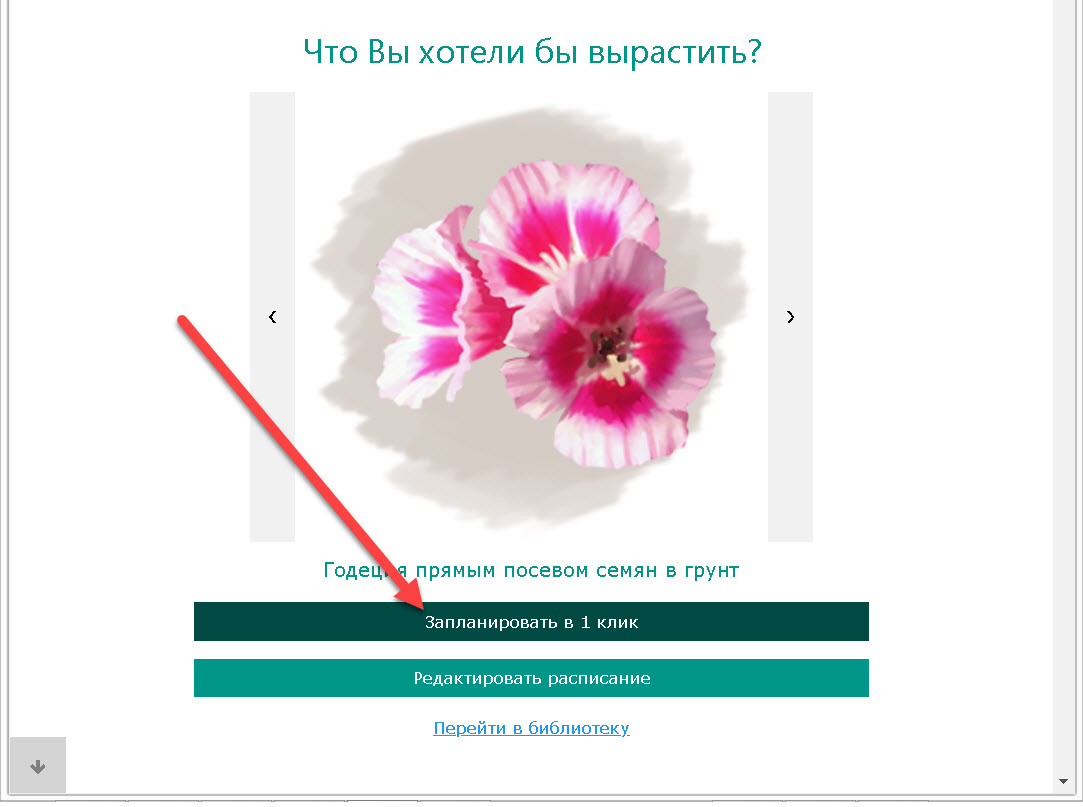 Что Вы хотели бы вырастить?
‹ ›
Годеция прямым посевом семян в грунт
Запланировать в 1 клик
Редактировать расписание
Перейти в библиотеку